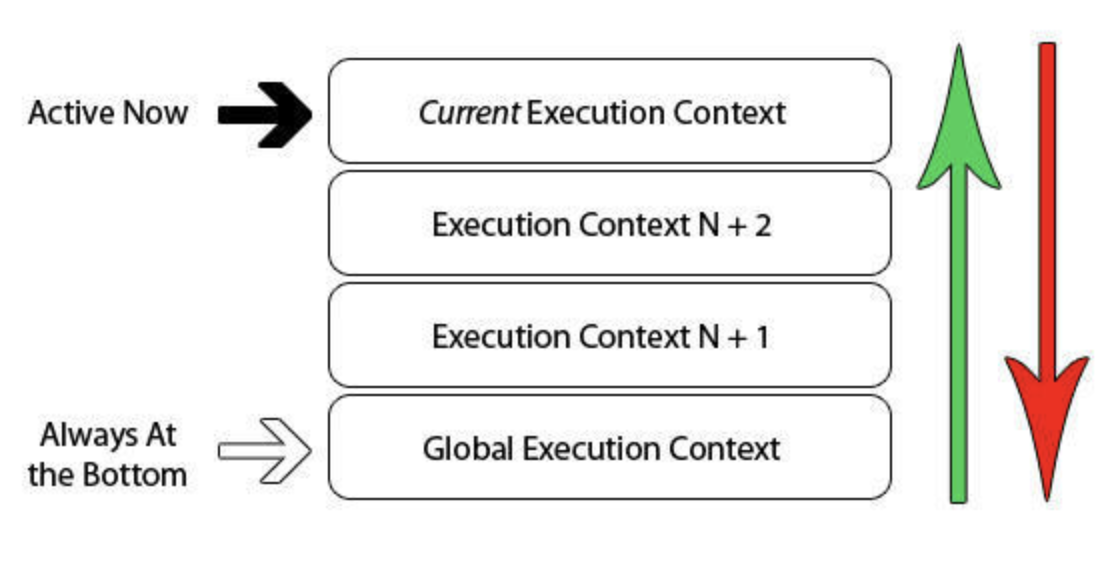 Active Now
Current Execution Context
Execution Context N + 2
Execution Context N + 1
Always At
the Bottom
Global Execution Context